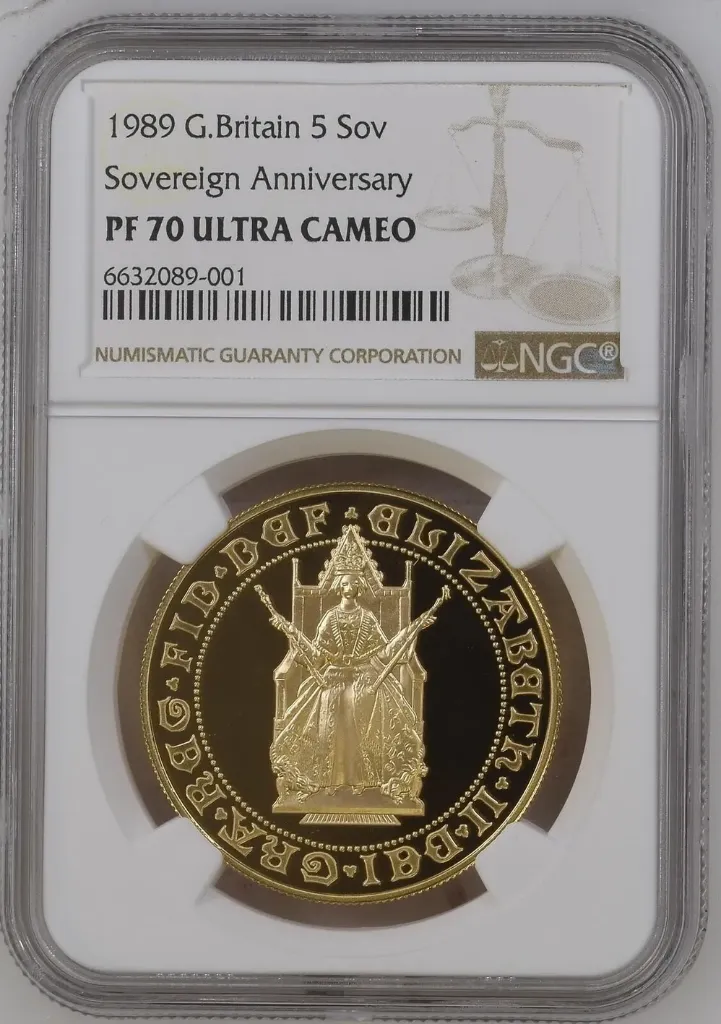 1989 G.Britain 5 Sov
Sovereign Anniversary
PF 70 ULTRA CAMEO
6632089-001
NUMISMATIC GUARANTY CORPORATION
NGC®
ELIZABETH·II·DEI·GRA·REG·FID·DEF